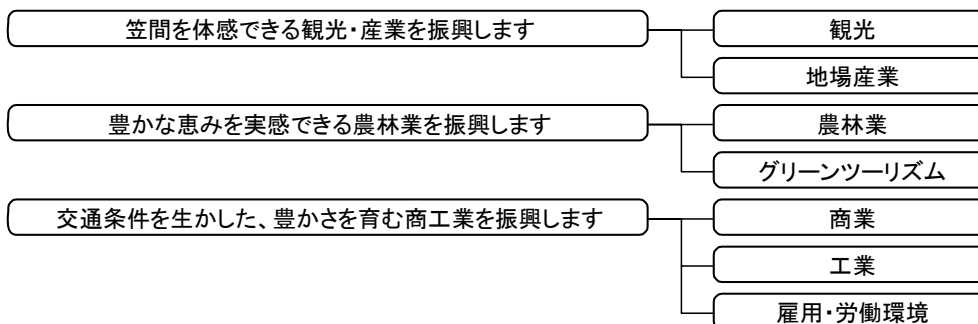 笠間を体感できる観光・産業を振興します
観光
地場産業
豊かな恵みを実感できる農林業を振興します
農林業
グリーンツーリズム
交通条件を生かした、豊かさを育む商工業を振興します
商業
工業
雇用・労働環境